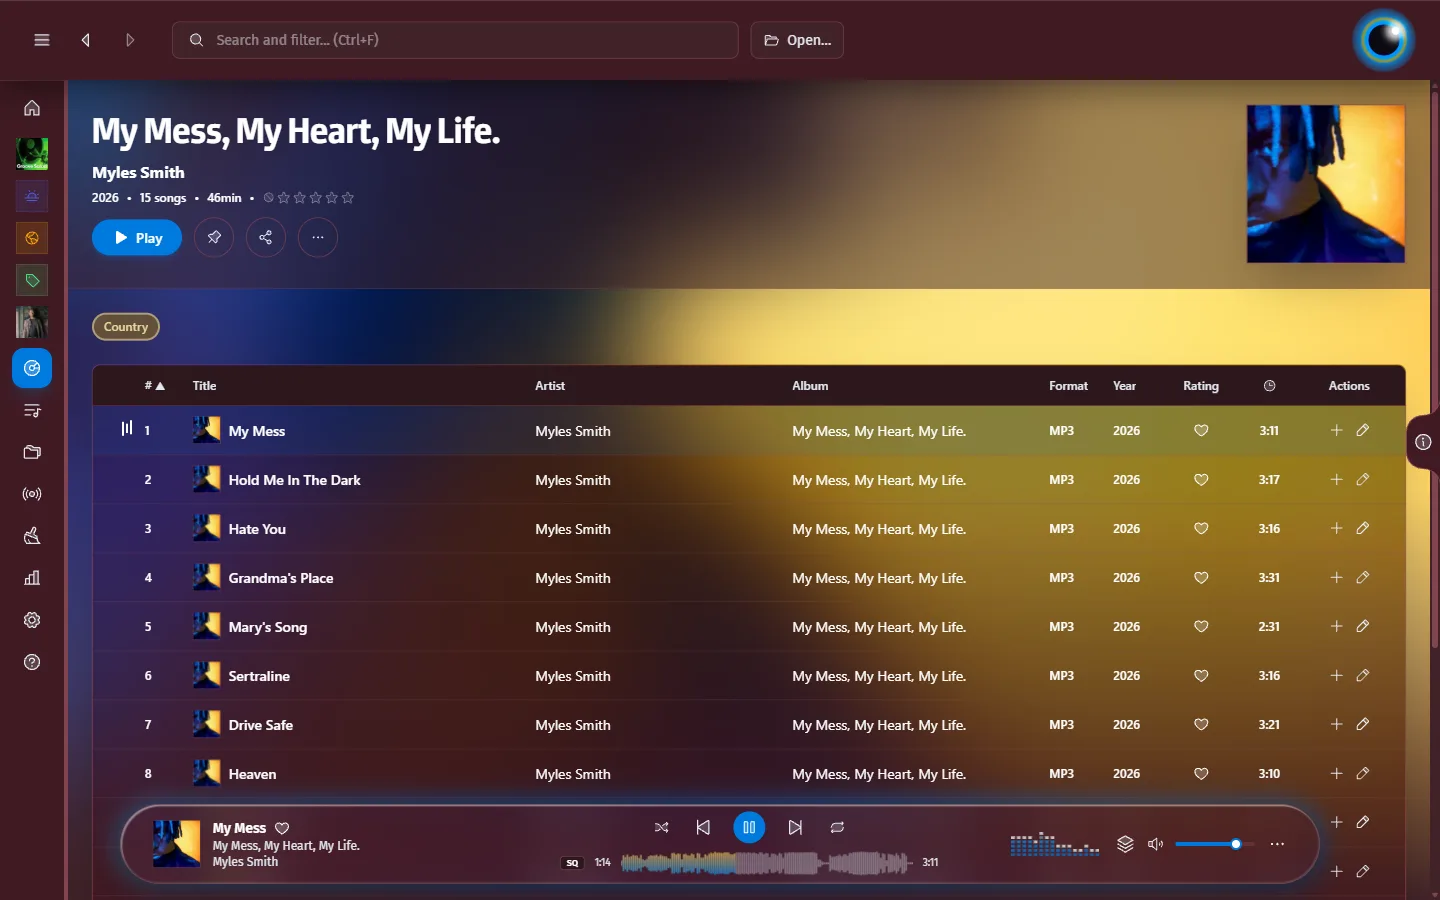 Search and filter... (Ctrl+F)
Open...
My Mess, My Heart, My Life.
Myles Smith
2026 • 15 songs • 46min •
Play
Country
# Title Artist Album Format Year Rating Actions
1 My Mess Myles Smith My Mess, My Heart, My Life. MP3 2026 3:11
2 Hold Me In The Dark Myles Smith My Mess, My Heart, My Life. MP3 2026 3:17
3 Hate You Myles Smith My Mess, My Heart, My Life. MP3 2026 3:16
4 Grandma's Place Myles Smith My Mess, My Heart, My Life. MP3 2026 3:31
5 Mary's Song Myles Smith My Mess, My Heart, My Life. MP3 2026 2:31
6 Sertraline Myles Smith My Mess, My Heart, My Life. MP3 2026 3:16
7 Drive Safe Myles Smith My Mess, My Heart, My Life. MP3 2026 3:21
8 Heaven Myles Smith My Mess, My Heart, My Life. MP3 2026 3:10
My Mess
My Mess, My Heart, My Life.
Myles Smith
SQ 1:14 3:11